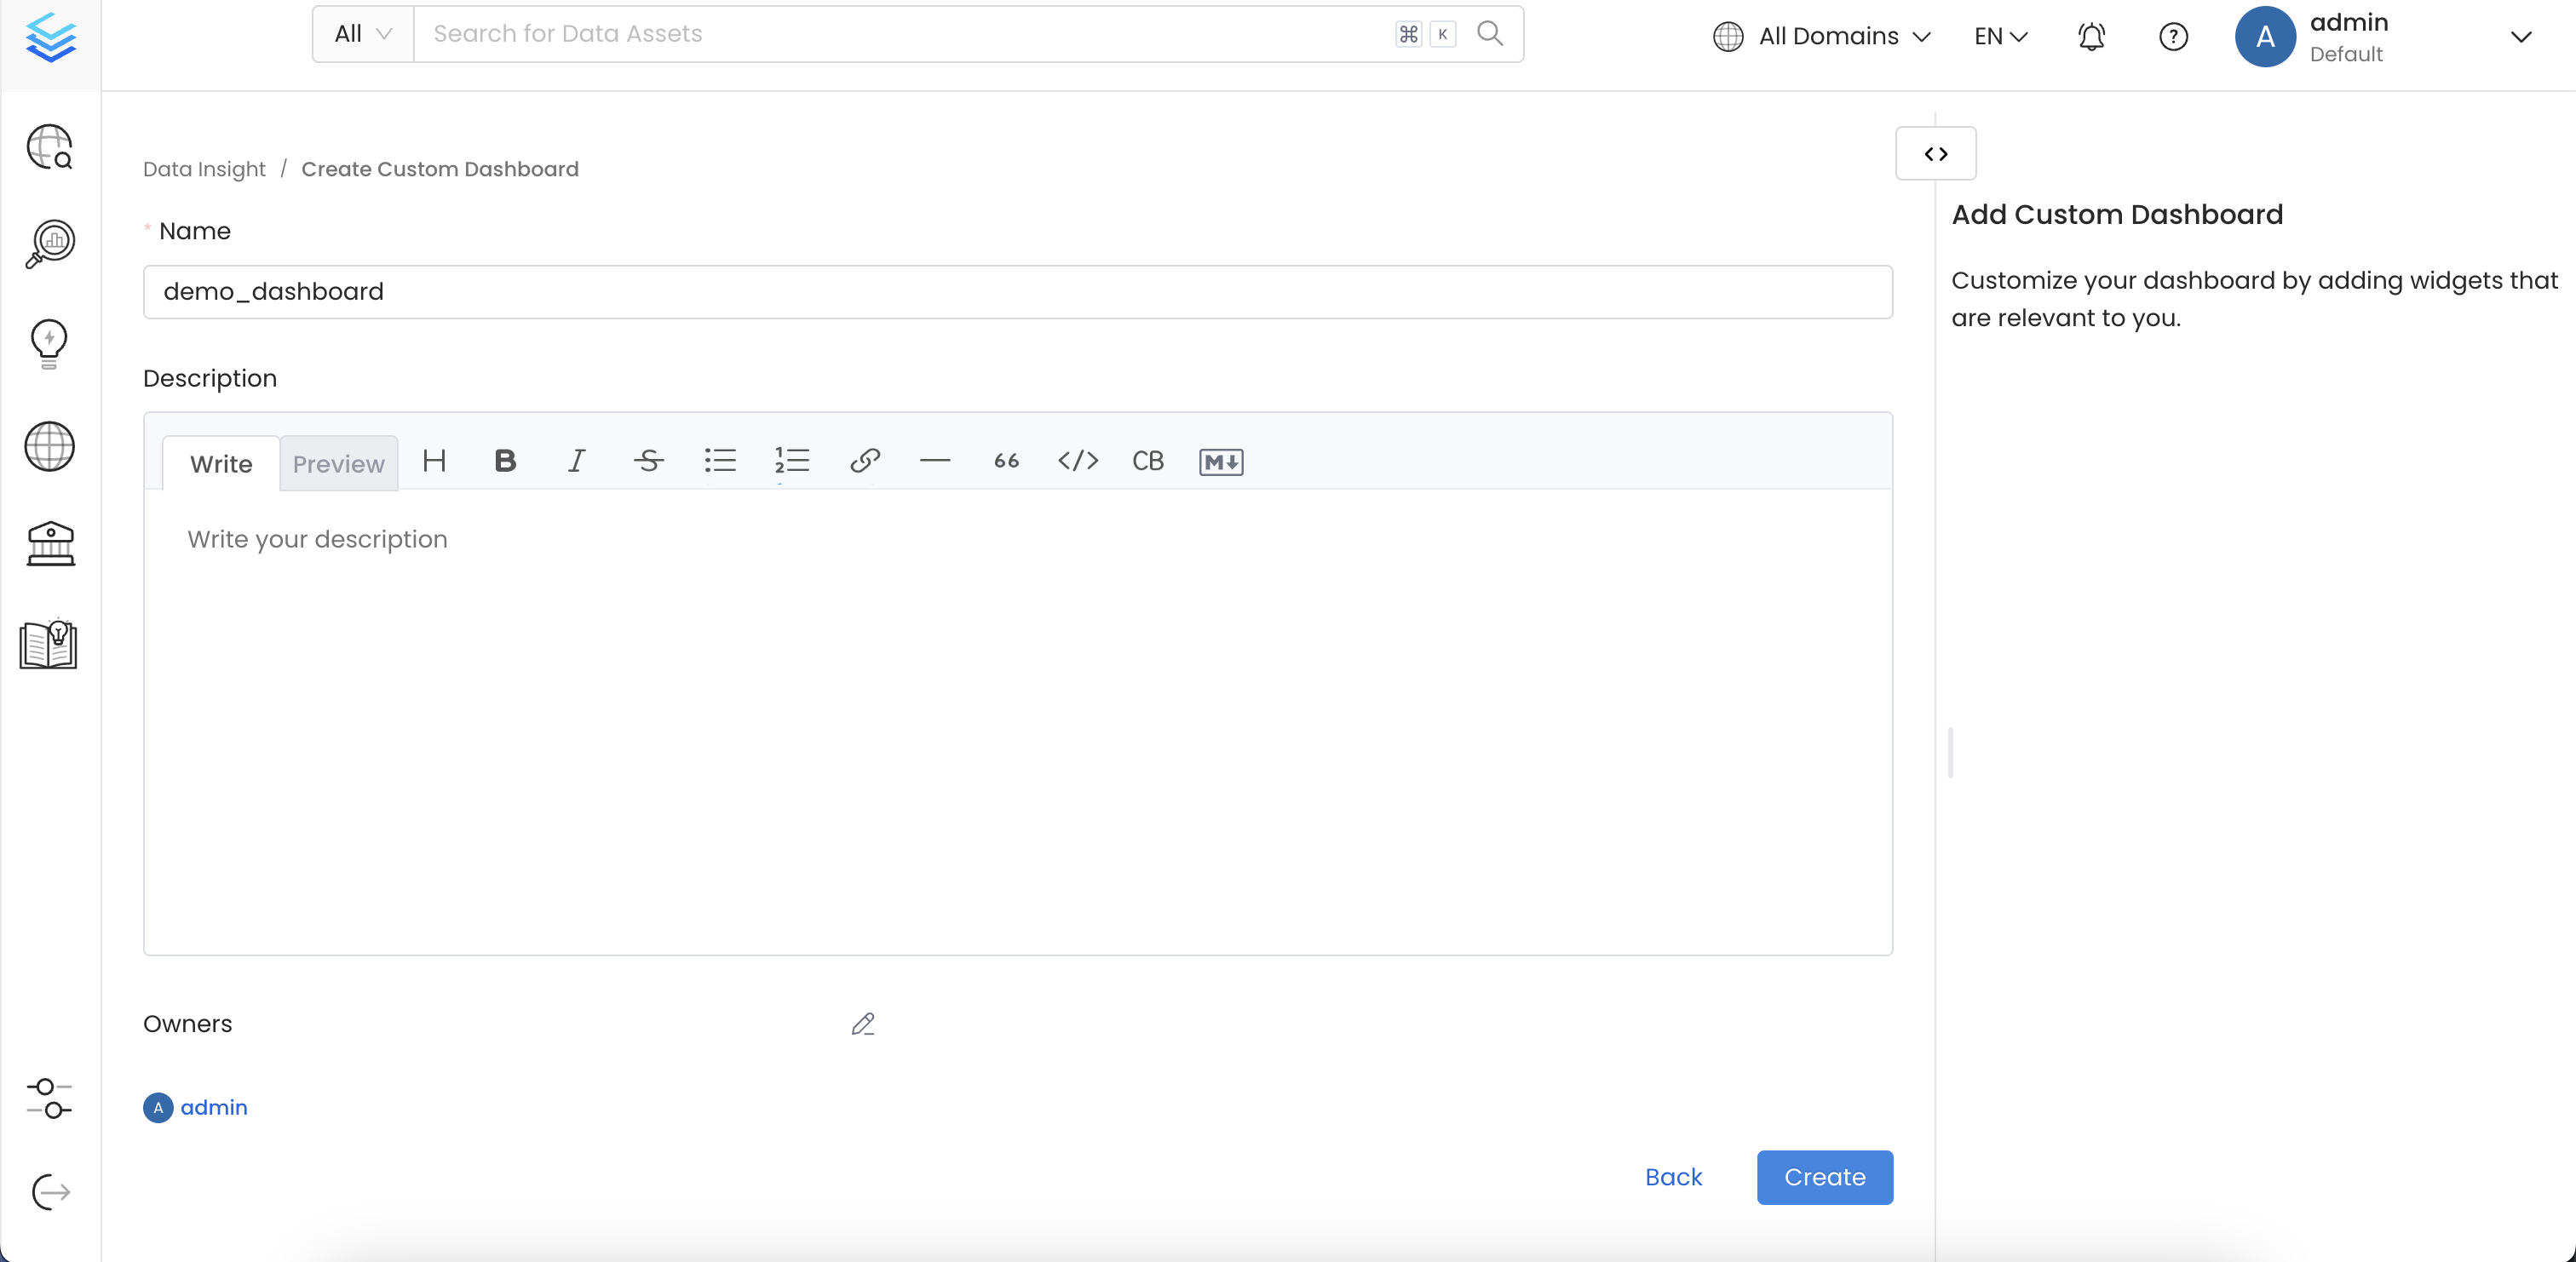 All
Search for Data Assets
⌘ K
All Domains
EN
?
A
admin
Default
Data Insight / Create Custom Dashboard
* Name
demo_dashboard
Description
Write
Preview
H B I S
1
2
66 </> CB M↓
Write your description
Owners
A admin
Back
Create
<>
Add Custom Dashboard
Customize your dashboard by adding widgets that
are relevant to you.